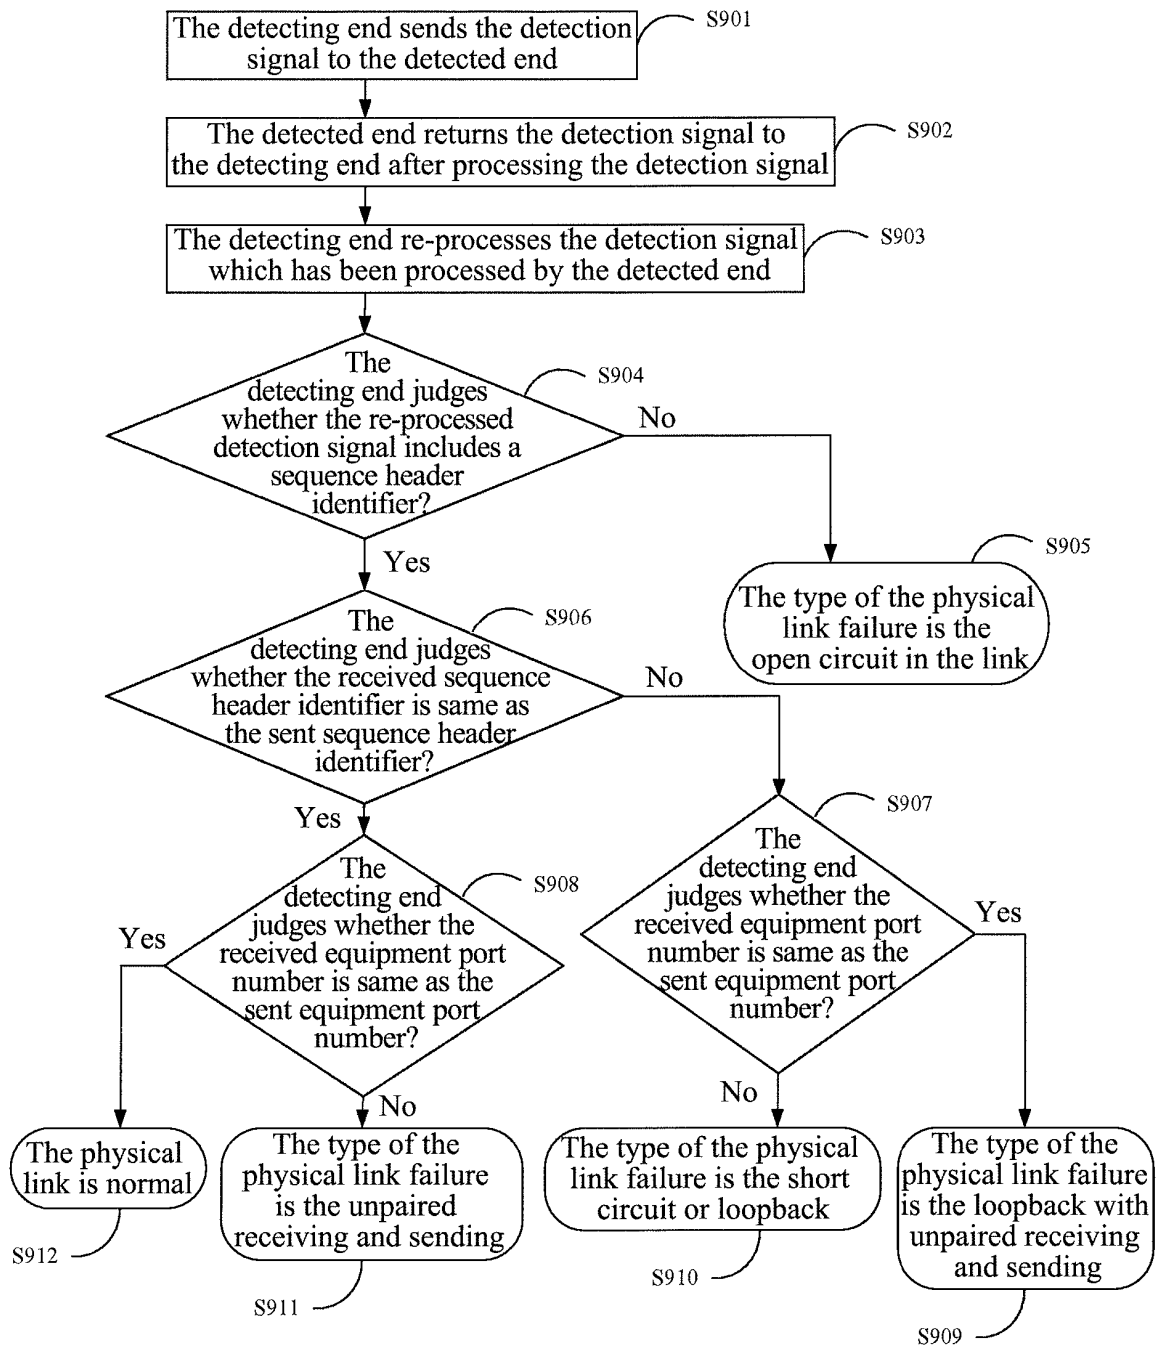 The detecting end sends the detection
signal to the detected end
S901
The detected end returns the detection signal to
the detecting end after processing the detection signal
S902
The detecting end re-processes the detection signal
which has been processed by the detected end
S903
The
detecting end judges
whether the re-processed
detection signal includes a
sequence header
identifier?
S904
No
Yes
S905
The type of the physical
link failure is the
open circuit in the link
The
detecting end judges
whether the received sequence
header identifier is same as
the sent sequence header
identifier?
S906
No
Yes
S907
The
detecting end
judges whether the
received equipment port
number is same as the
sent equipment port
number?
Yes
No
The
detecting end
judges whether the
received equipment port
number is same as the
sent equipment port
number?
S908
Yes
No
The physical
link is normal
S912
The type of the
physical link failure
is the unpaired
receiving and sending
S911
The type of the physical
link failure is the short
circuit or loopback
S910
The type of the
physical link failure
is the loopback with
unpaired receiving
and sending
S909